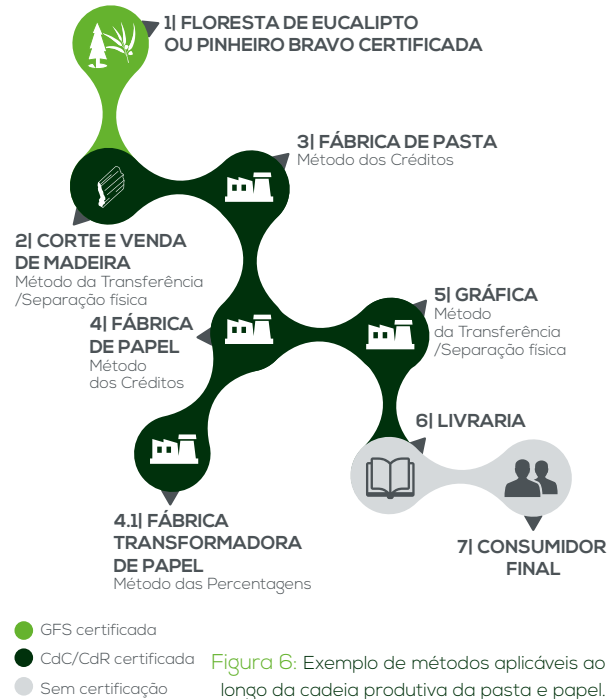 1| FLORESTA DE EUCALIPTO
OU PINHEIRO BRAVO CERTIFICADA
3| FÁBRICA DE PASTA
Método dos Créditos
2| CORTE E VENDA
DE MADEIRA
Método da Transferência
/Separação física
4| FÁBRICA
DE PAPEL
Método
dos Créditos
5| GRÁFICA
Método
da Transferência
/Separação física
6| LIVRARIA
4.1| FÁBRICA
TRANSFORMADORA
DE PAPEL
Método das Percentagens
7| CONSUMIDOR
FINAL
GFS certificada
CdC/CdR certificada
Sem certificação
Figura 6: Exemplo de métodos aplicáveis ao
longo da cadeia produtiva da pasta e papel.